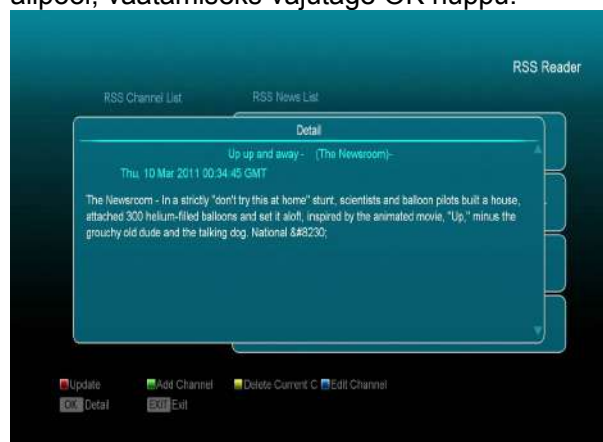 allpool, vaatamiseks vajutage OK nuppu.
RSS Reader
RSS Channel List RSS News List
Detail
Up up and away - (The Newsroom)-
Thu, 10 Mar 2011 00:34:45 GMT
The Newsroom - In a strictly "don't try this at home" stunt, scientists and balloon pilots built a house,
attached 300 helium-filled balloons and set it aloft, inspired by the animated movie, "Up," minus the
grouchy old dude and the talking dog. National &#8230;
Update Add Channel Delete Current C Edit Channel
OK Detail EXIT Exit